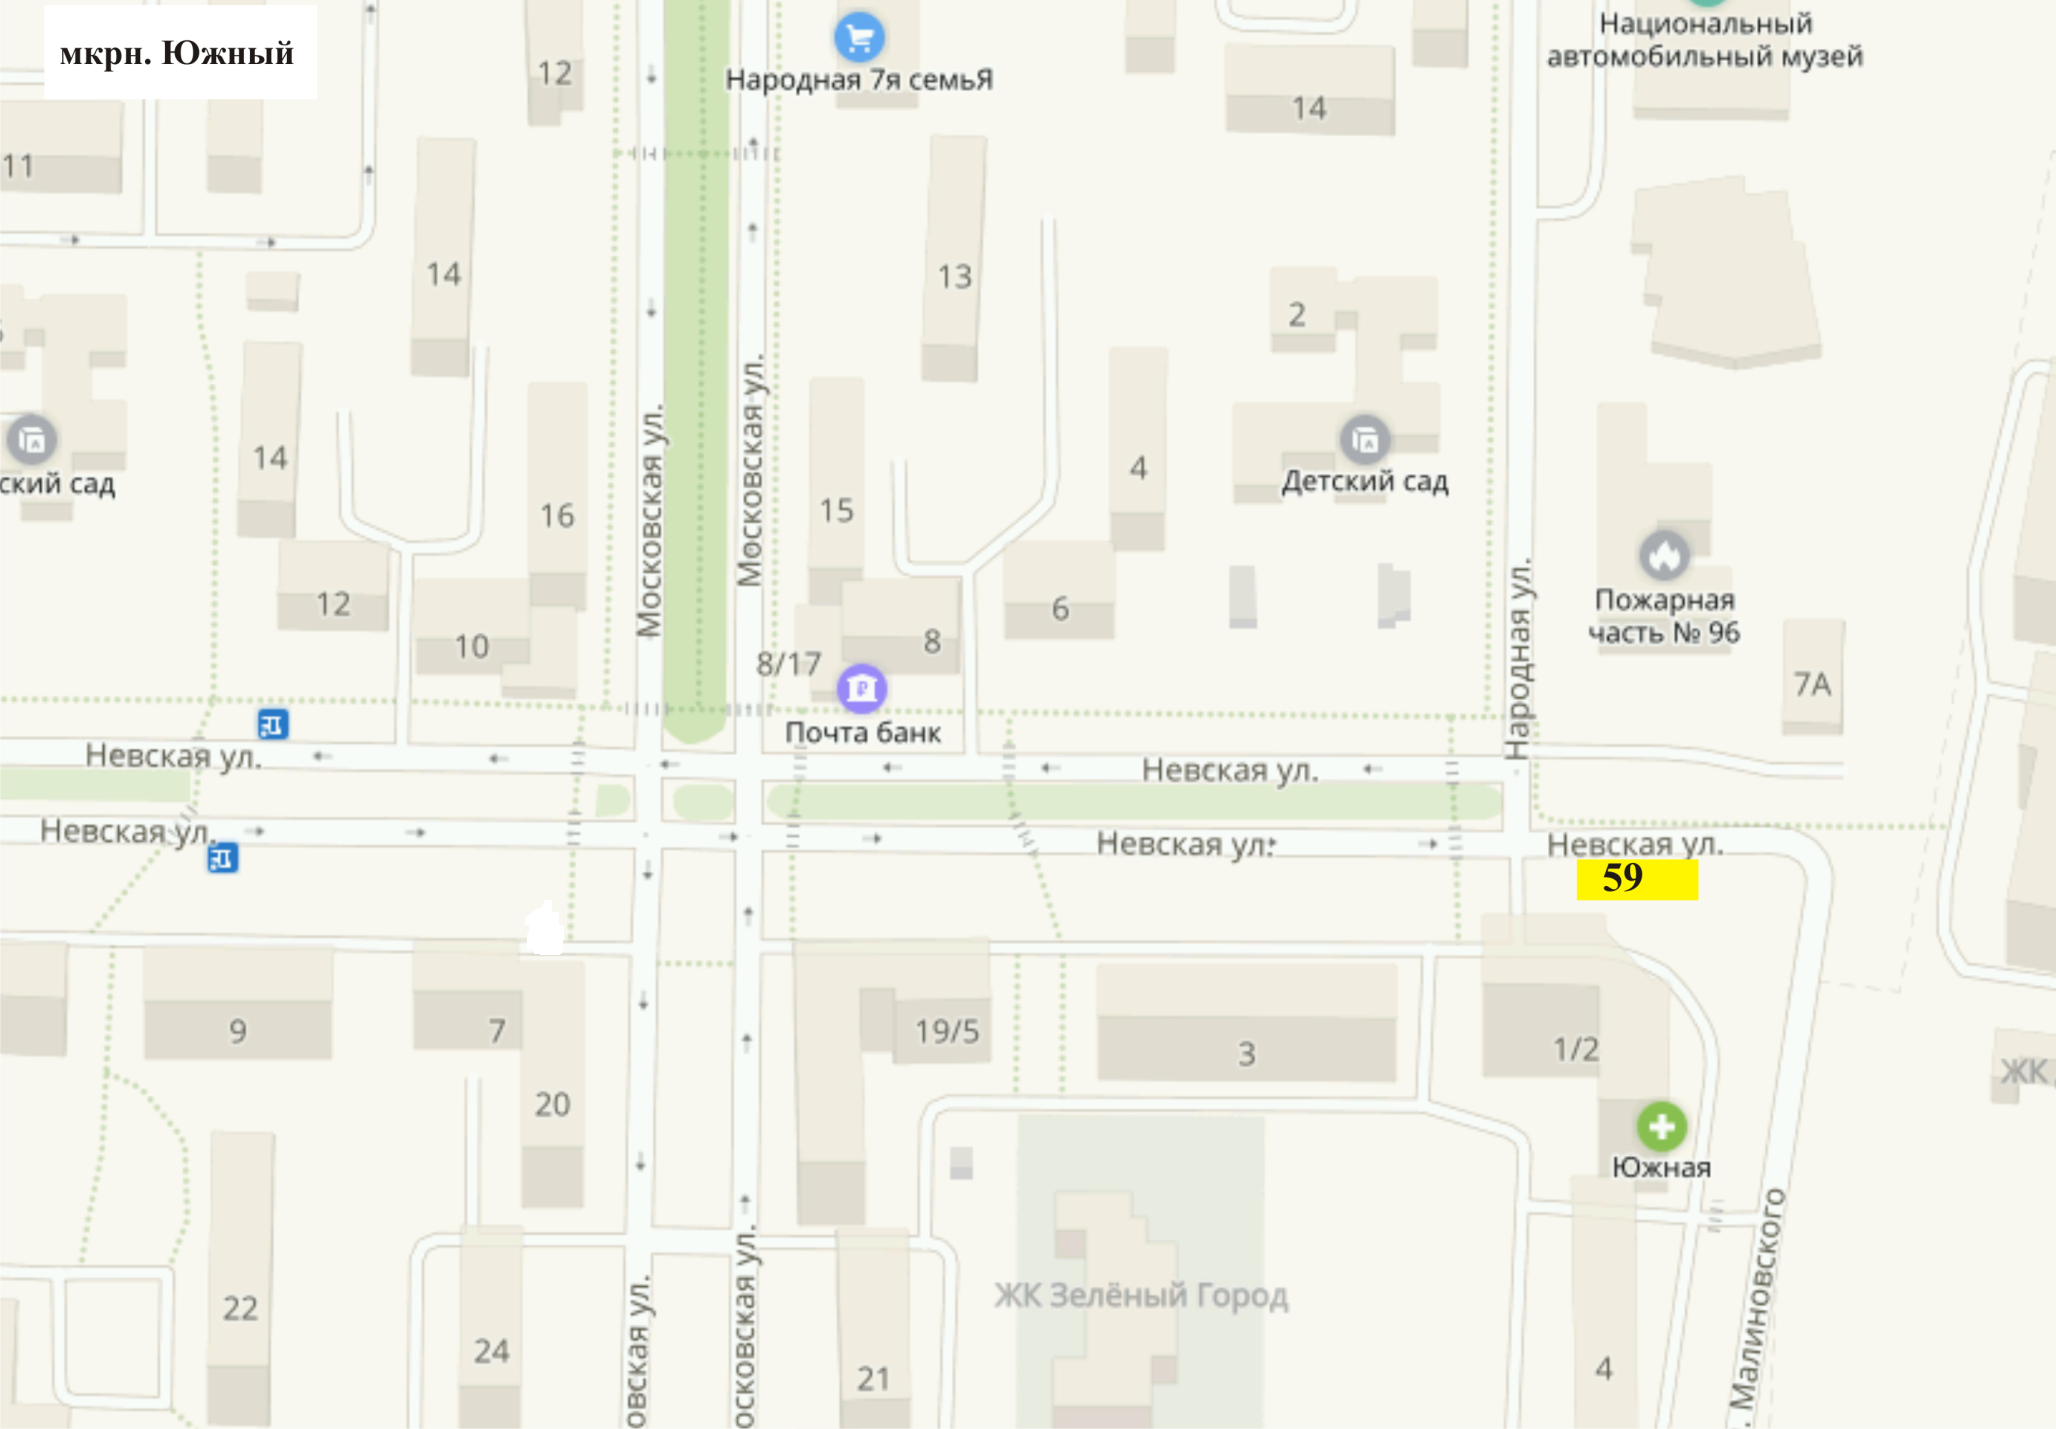 мкрн. Южный
12
Народная 7я семьЯ
14
Национальный
автомобильный музей
11
14
13
2
14
ский сад
16
15
4
Детский сад
Московская ул.
Московская ул.
12
10
8/17
8
6
Почта банк
Народная ул.
Пожарная
часть № 96
7А
Невская ул.
Невская ул.
Невская ул.
Невская ул.
Невская ул.
59
9
7
20
19/5
3
1/2
ЖК
Южная
22
24
21
ЖК Зелёный Город
4
овская ул.
осковская ул.
. Малиновского